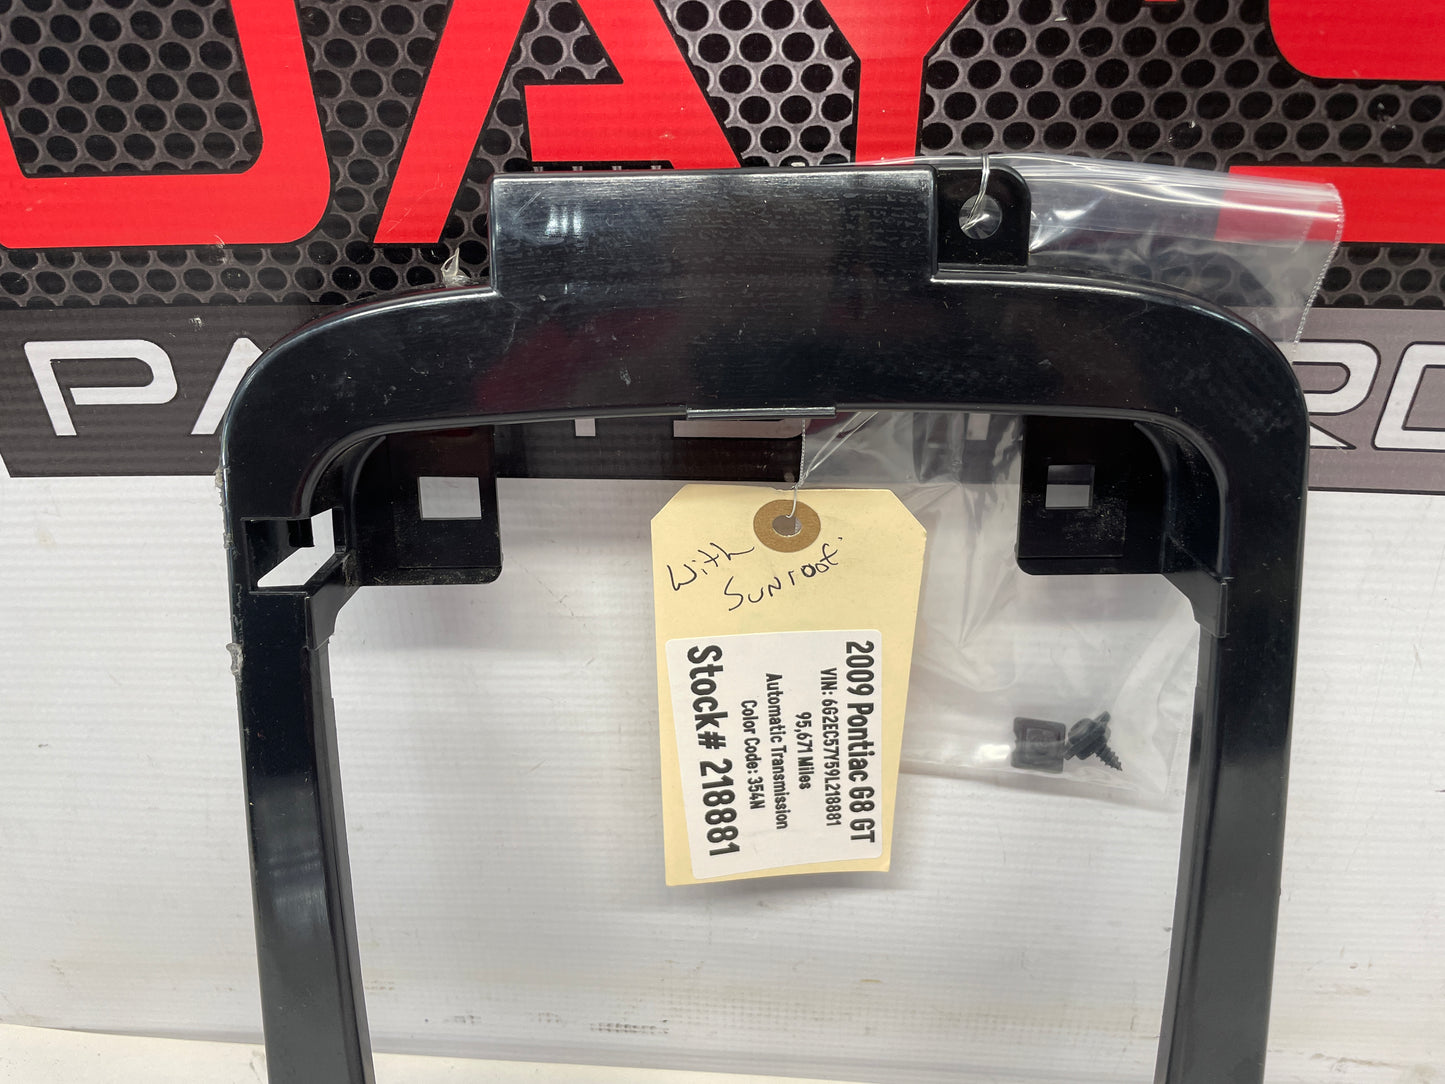 With
Sunroof.
2009 Pontiac G8 GT
VIN: 6G2EC57Y59L218881
95,671 Miles
Automatic Transmission
Color Code: 354N
Stock# 218881